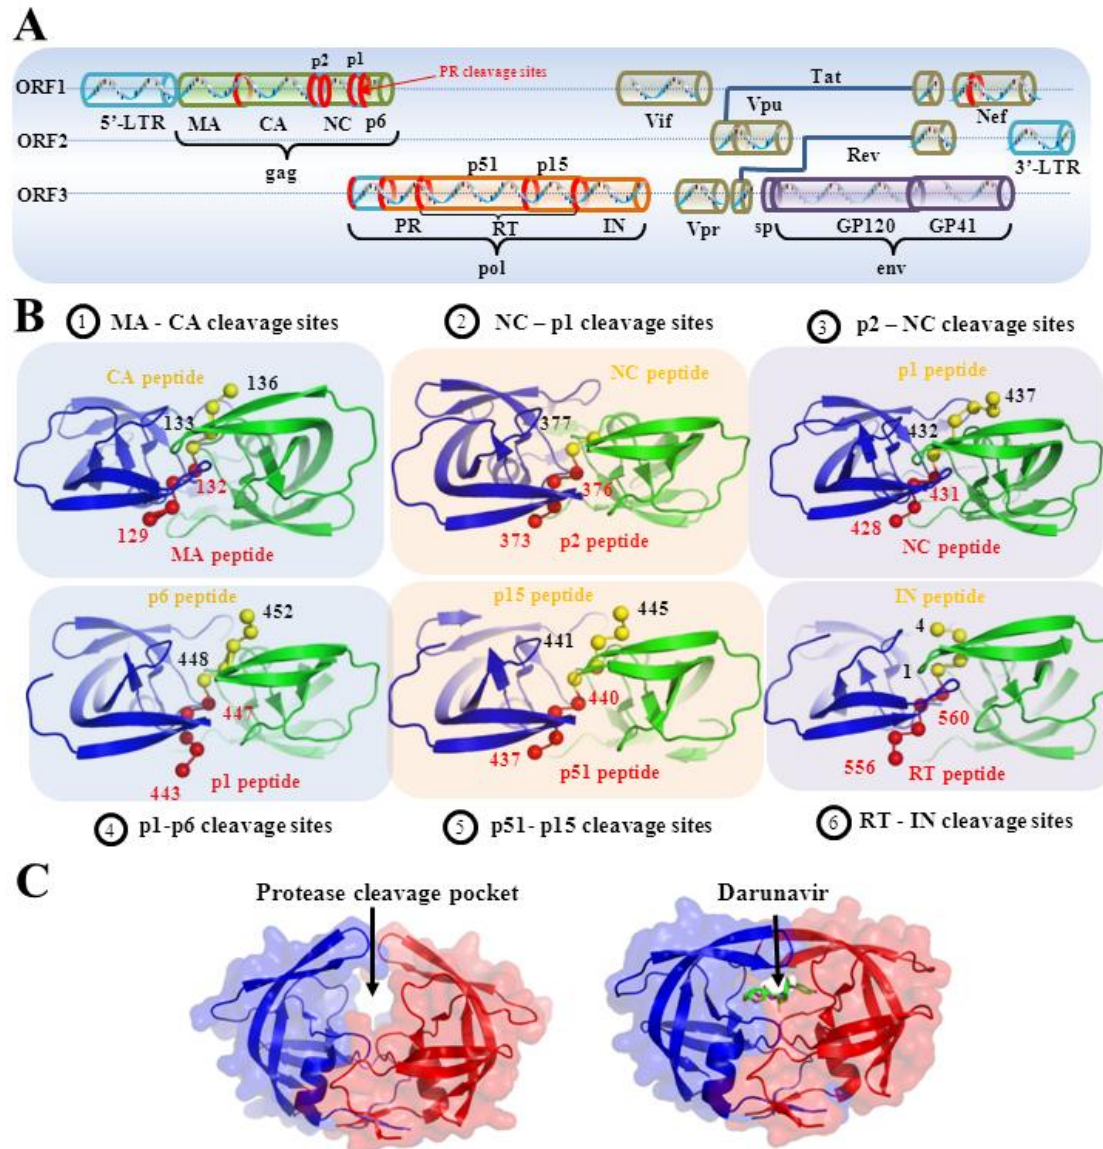 A
p2 p1
PR cleavage sites
ORF1
Tat
5'-LTR MA CA NC p6 Vif Vpu Nef
ORF2
gag p51 p15 Rev 3'-LTR
ORF3
PR RT IN Vpr sp GP120 GP41
pol env
B
1 MA - CA cleavage sites
2 NC – p1 cleavage sites
3 p2 – NC cleavage sites
CA peptide 136
133
132
129
MA peptide
NC peptide
377
376
373 p2 peptide
p1 peptide
437
432
431
428
NC peptide
p6 peptide
452
448
447
443 p1 peptide
p15 peptide 445
441
440
437 p51 peptide
IN peptide
4
1
560
556 RT peptide
4 p1-p6 cleavage sites
5 p51- p15 cleavage sites
6 RT - IN cleavage sites
C
Protease cleavage pocket
Darunavir